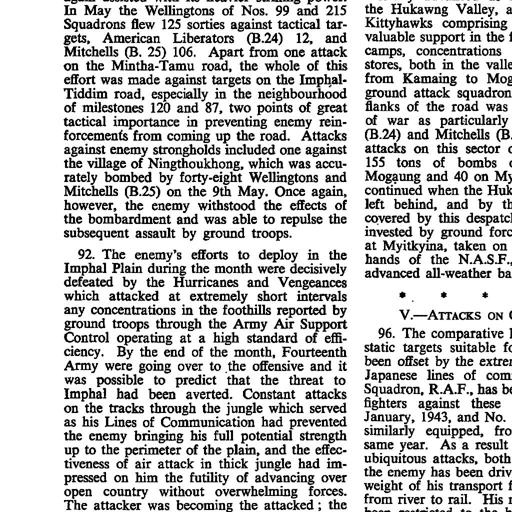 In May the Wellingtons of Nos. 99 and 215
Squadrons flew 125 sorties against tactical tar-
gets, American Liberators (B.24) 12, and
Mitchells (B. 25) 106. Apart from one attack
on the Mintha-Tamu road, the whole of this
effort was made against targets on the Imphal-
Tiddim road, especially in the neighbourhood
of milestones 120 and 87, two points of great
tactical importance in preventing enemy rein-
forcements from coming up the road. Attacks
against enemy strongholds included one against
the village of Ningthoukhong, which was accu-
rately bombed by forty-eight Wellingtons and
Mitchells (B.25) on the 9th May. Once again,
however, the enemy withstood the effects of
the bombardment and was able to repulse the
subsequent assault by ground troops.
92. The enemy's efforts to deploy in the
Imphal Plain during the month were decisively
defeated by the Hurricanes and Vengeances
which attacked at extremely short intervals
any concentrations in the foothills reported by
ground troops through the Army Air Support
Control operating at a high standard of effi-
ciency. By the end of the month, Fourteenth
Army were going over to the offensive and it
was possible to predict that the threat to
Imphal had been averted. Constant attacks
on the tracks through the jungle which served
as his Lines of Communication had prevented
the enemy bringing his full potential strength
up to the perimeter of the plain, and the effec-
tiveness of air attack in thick jungle had im-
pressed on him the futility of advancing over
open country without overwhelming forces.
The attacker was becoming the attacked ; the
the Hukawng Valley, a
Kittyhawks comprising
valuable support in the f
camps, concentrations
stores, both in the valle
from Kamaing to Mog
ground attack squadron
flanks of the road was
of war as particularly
(B.24) and Mitchells (B.
attacks on this sector o
155 tons of bombs o
Mogaung and 40 on My
continued when the Huk
left behind, and by th
covered by this despatc
invested by ground forc
at Myitkyina, taken on
hands of the N.A.S.F.,
advanced all-weather ba
* * *
V.—ATTACKS ON
96. The comparative l
static targets suitable fo
been offset by the extre
Japanese lines of com
Squadron, R.A.F., has be
fighters against these
January, 1943, and No.
similarly equipped, fro
same year. As a result
ubiquitous attacks, both
the enemy has been driv
weight of his transport f
from river to rail. His r